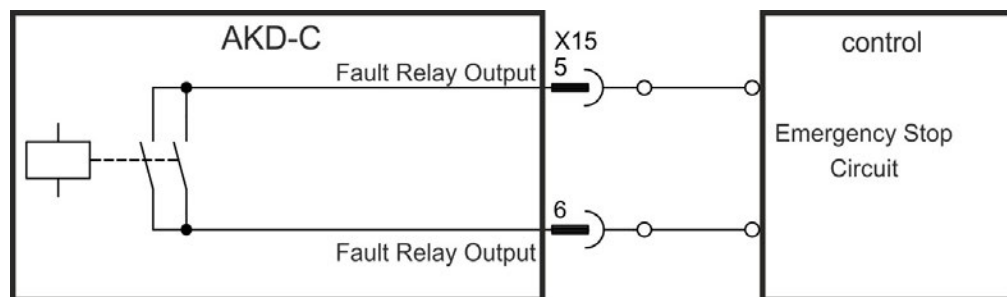 AKD-C
X15
control
Fault Relay Output
5
Emergency Stop
Circuit
6
Fault Relay Output